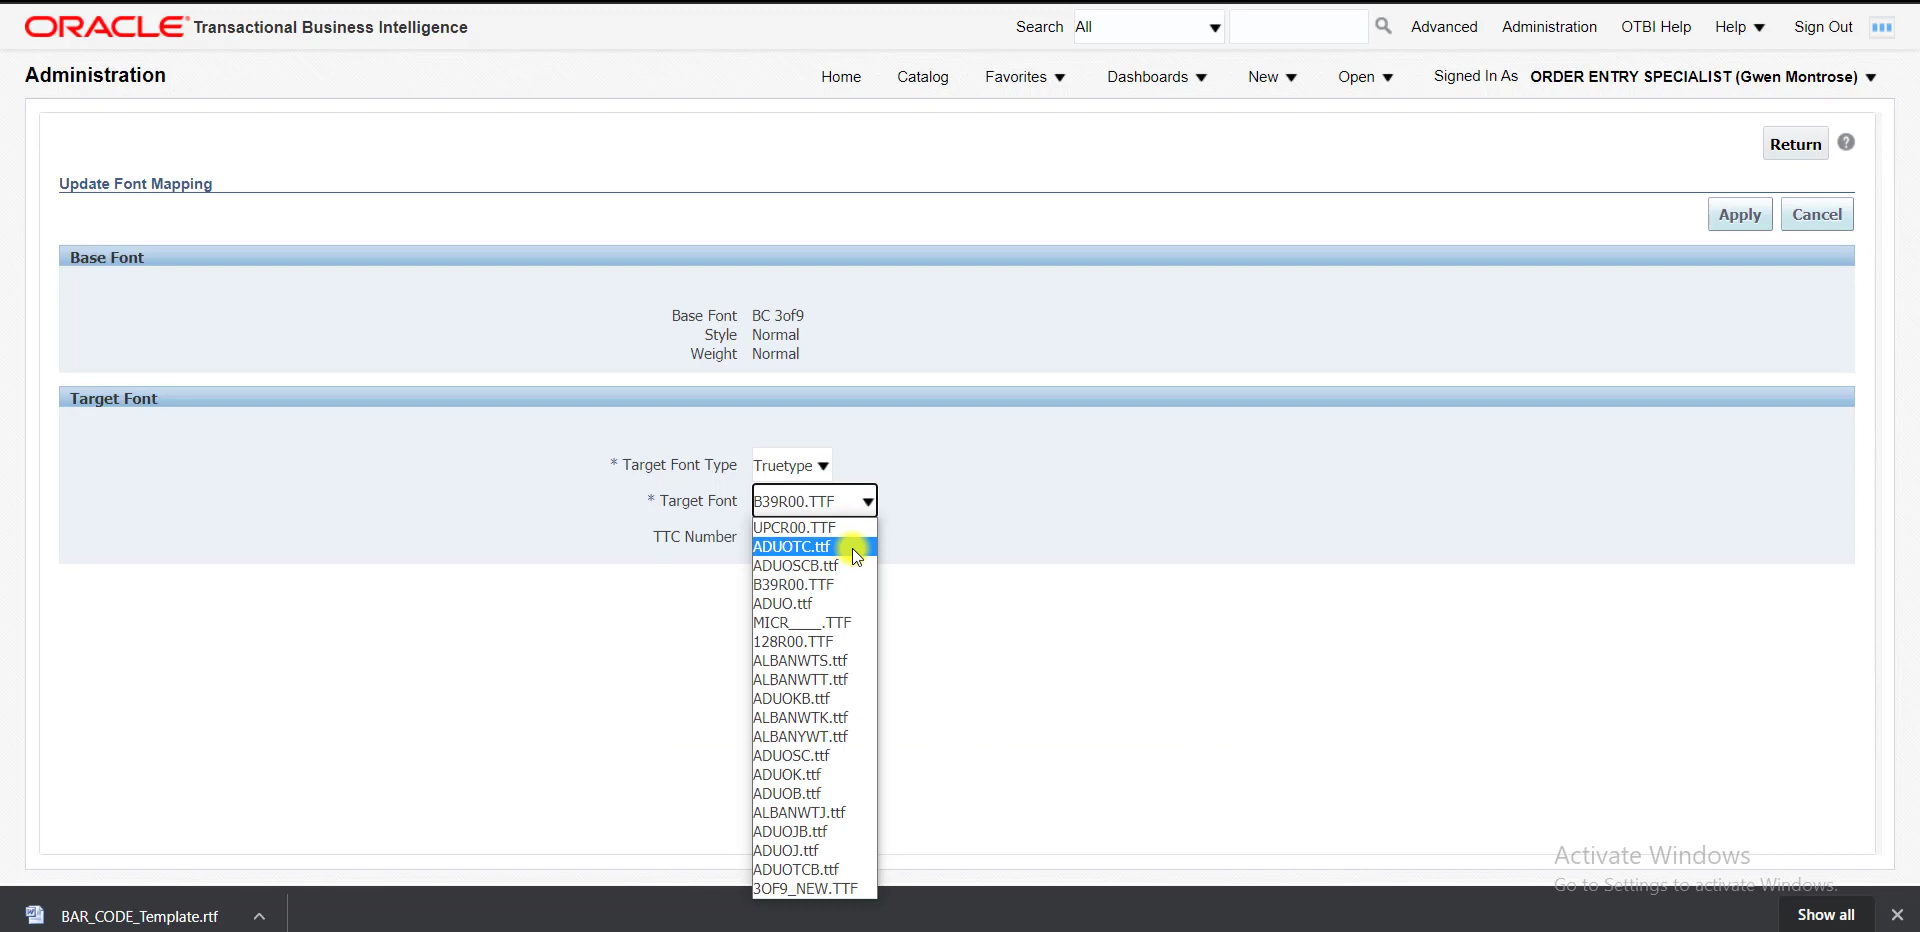 ORACLE Transactional Business Intelligence
Search All Advanced Administration OTBI Help Help Sign Out
Administration
Home Catalog Favorites Dashboards New Open Signed In As ORDER ENTRY SPECIALIST (Gwen Montrose)
Return
Update Font Mapping
Apply Cancel
Base Font
Base Font BC 3of9
Style Normal
Weight Normal
Target Font
* Target Font Type Truetype
* Target Font B39R00.TTF
TTC Number
UPCR00.TTF
ADUOTC.ttf
ADUOSCB.ttf
B39R00.TTF
ADUO.ttf
MICR____.TTF
128R00.TTF
ALBANWTS.ttf
ALBANWTT.ttf
ADUOKB.ttf
ALBANWTK.ttf
ALBANYWT.ttf
ADUOSC.ttf
ADUOK.ttf
ADUOB.ttf
ALBANWTJ.ttf
ADUOJB.ttf
ADUOJ.ttf
ADUOTCB.ttf
3OF9_NEW.TTF
Activate Windows
Go to Settings to activate Windows.
BAR_CODE_Template.rtf
Show all